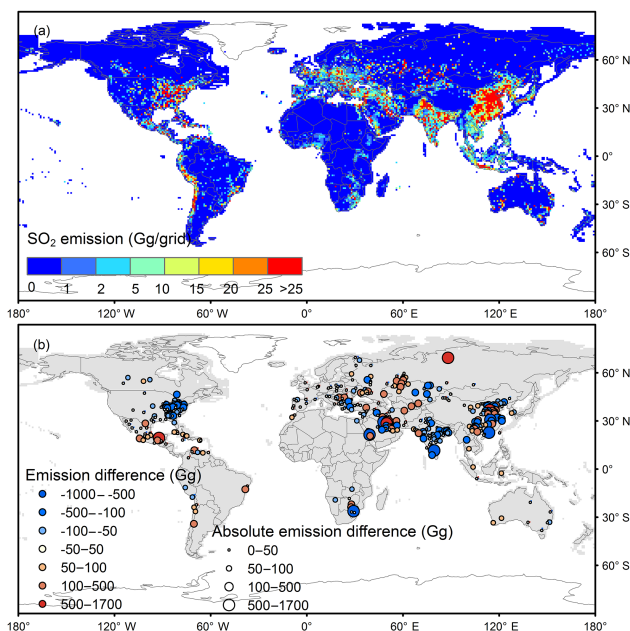 (a)
60° N
30° N
0°
30° S
60° S
SO₂ emission (Gg/grid)
0 1 2 5 10 15 20 25 >25
180° 120° W 60° W 0° 60° E 120° E 180°
(b)
60° N
30° N
0°
30° S
60° S
Emission difference (Gg)
-1000–-500
-500–-100
-100–-50
-50–50
50–100
100–500
500–1700
Absolute emission difference (Gg)
0–50
50–100
100–500
500–1700
180° 120° W 60° W 0° 60° E 120° E 180°